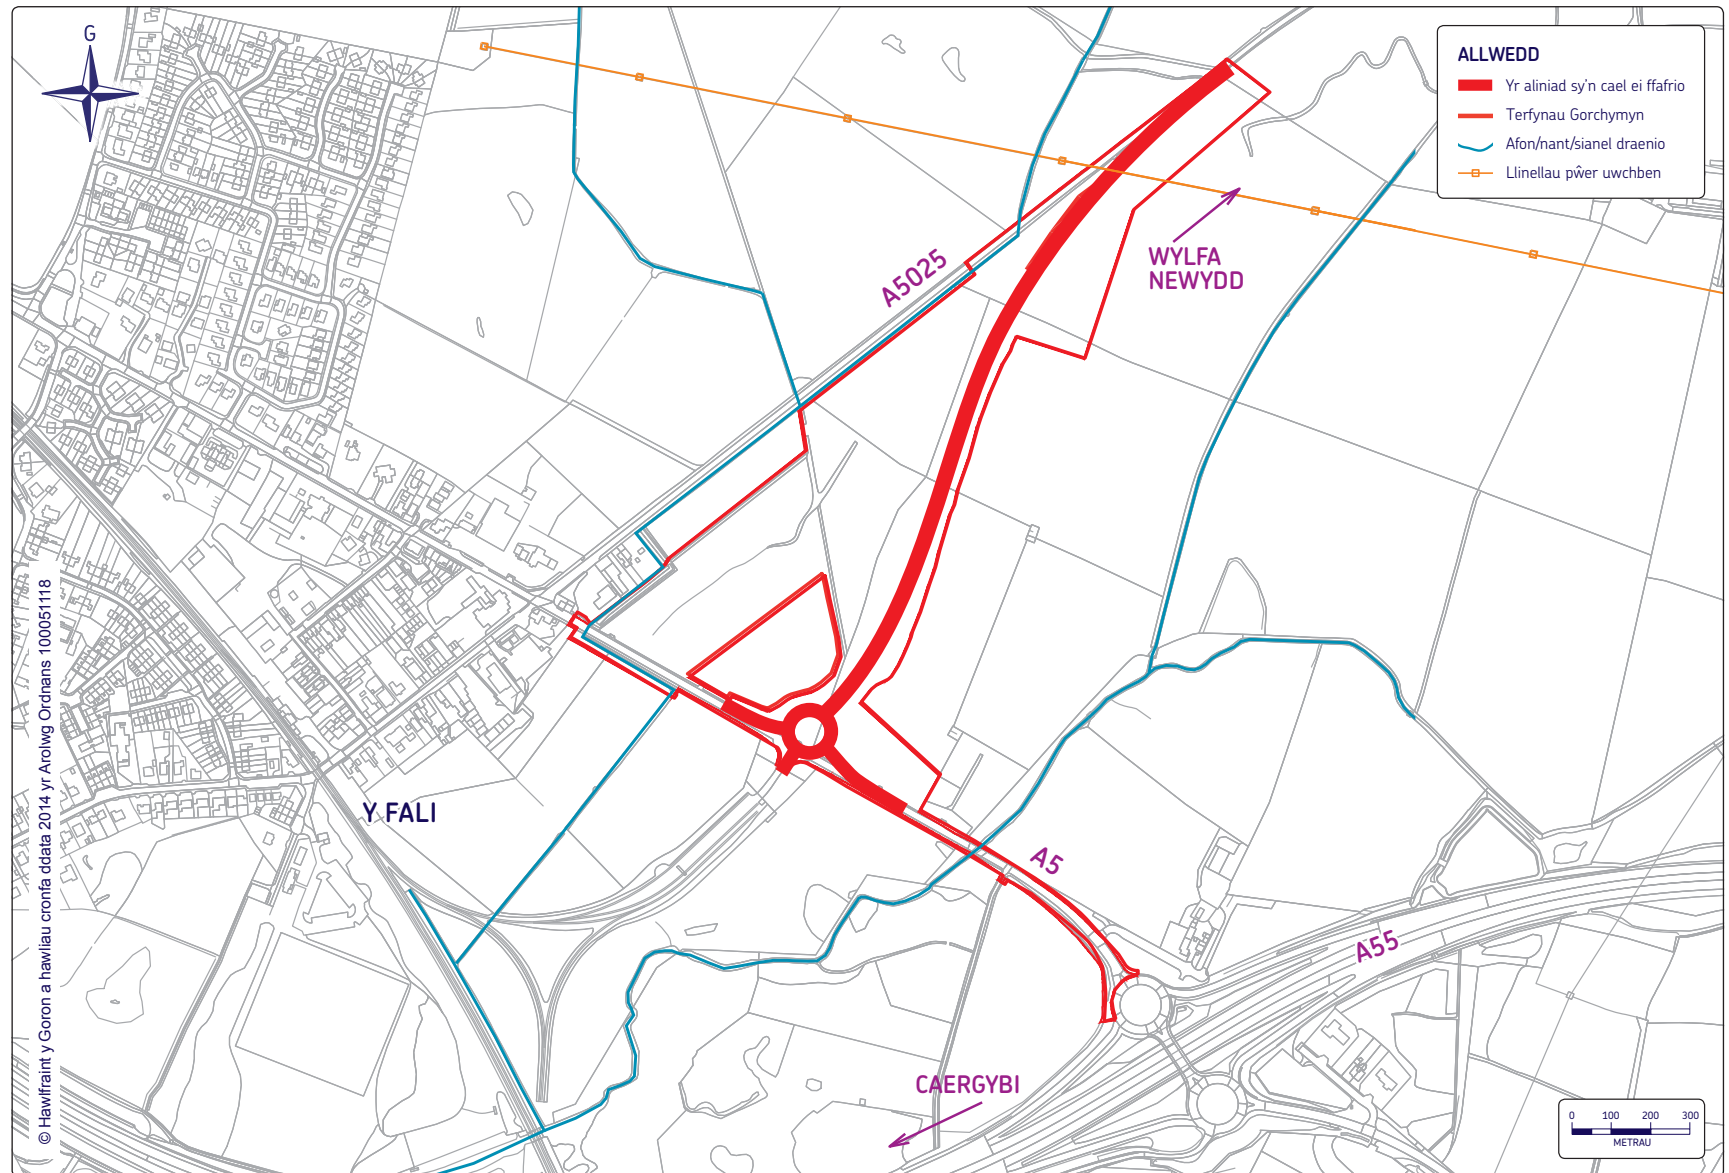 G
ALLWEDD
Yr aliniad sy'n cael ei ffafrio
Terfynau Gorchymyn
Afon/nant/sianel draenio
Llinellau pŵer uwchben
A5025
WYLFA
NEWYDD
Y FALI
A5
A55
CAERGYBI
0 100 200 300
METRAU
© Hawlfraint y Goron a hawliau cronfa ddata 2014 yr Arolwg Ordnans 100051118